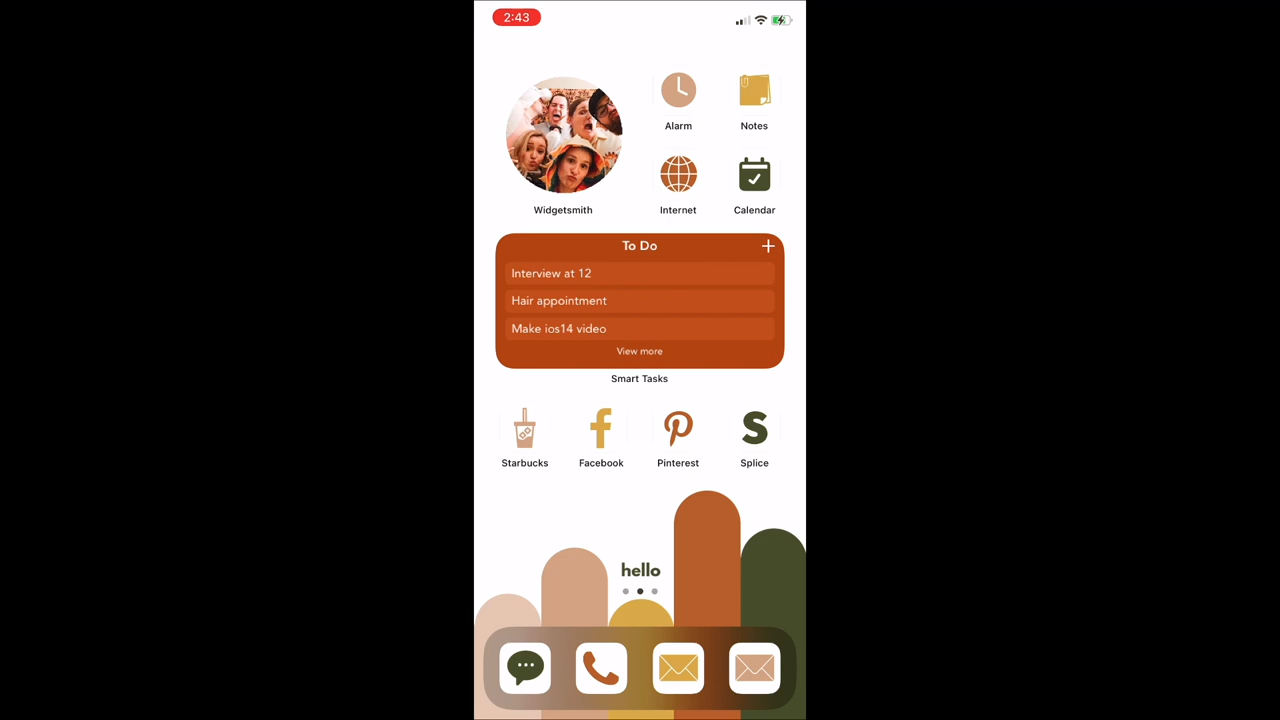 2:43
Alarm
Notes
Widgetsmith
Internet
Calendar
To Do
Interview at 12
Hair appointment
Make ios14 video
View more
Smart Tasks
Starbucks
Facebook
Pinterest
Splice
hello